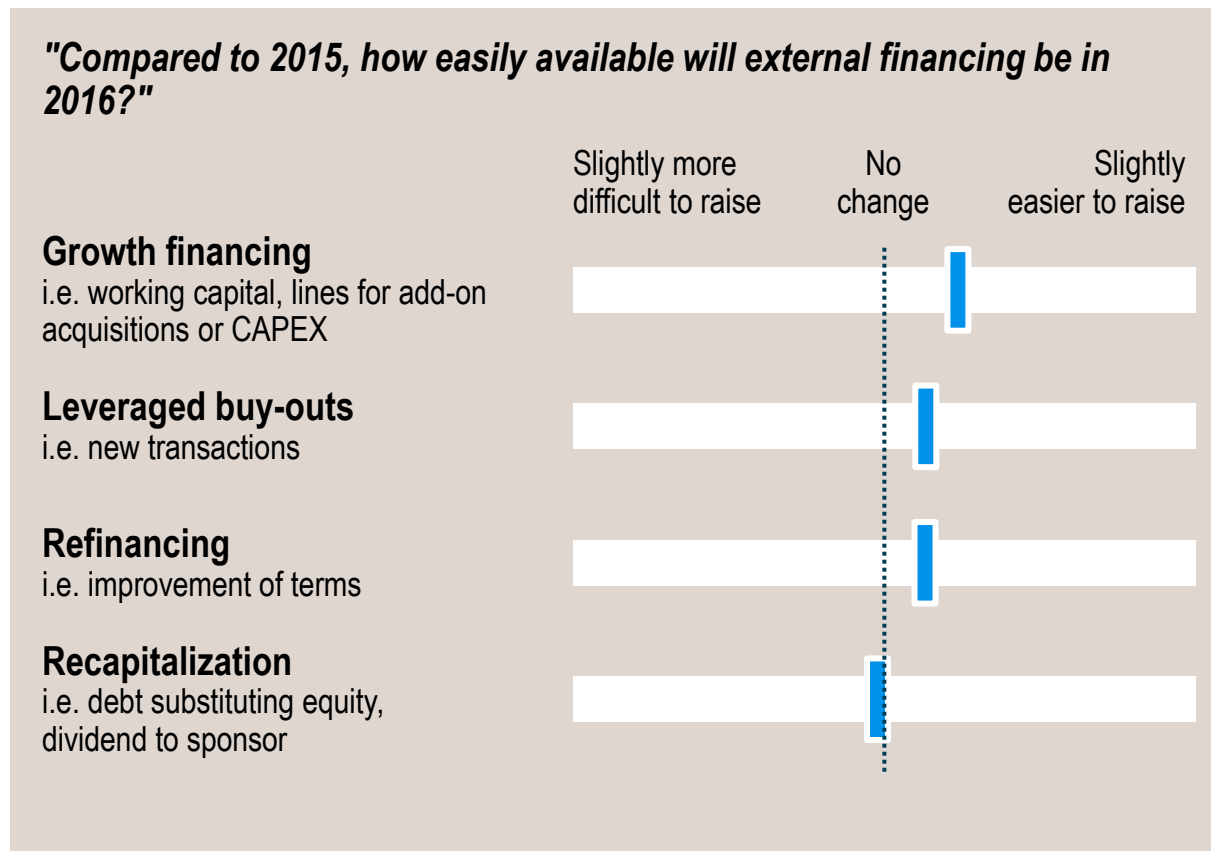 "Compared to 2015, how easily available will external financing be in
2016?"
Slightly more
difficult to raise
No
change
Slightly
easier to raise
Growth financing
i.e. working capital, lines for add-on
acquisitions or CAPEX
Leveraged buy-outs
i.e. new transactions
Refinancing
i.e. improvement of terms
Recapitalization
i.e. debt substituting equity,
dividend to sponsor